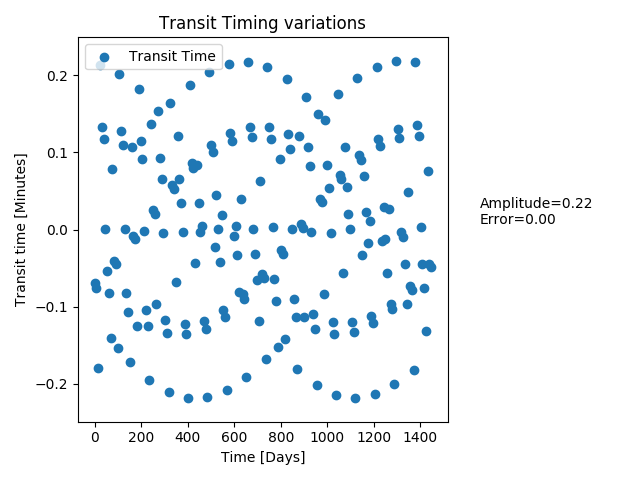 Transit Timing variations
Transit Time
Transit time [Minutes]
0.2
0.1
0.0
−0.1
−0.2
0 200 400 600 800 1000 1200 1400
Time [Days]
Amplitude=0.22
Error=0.00